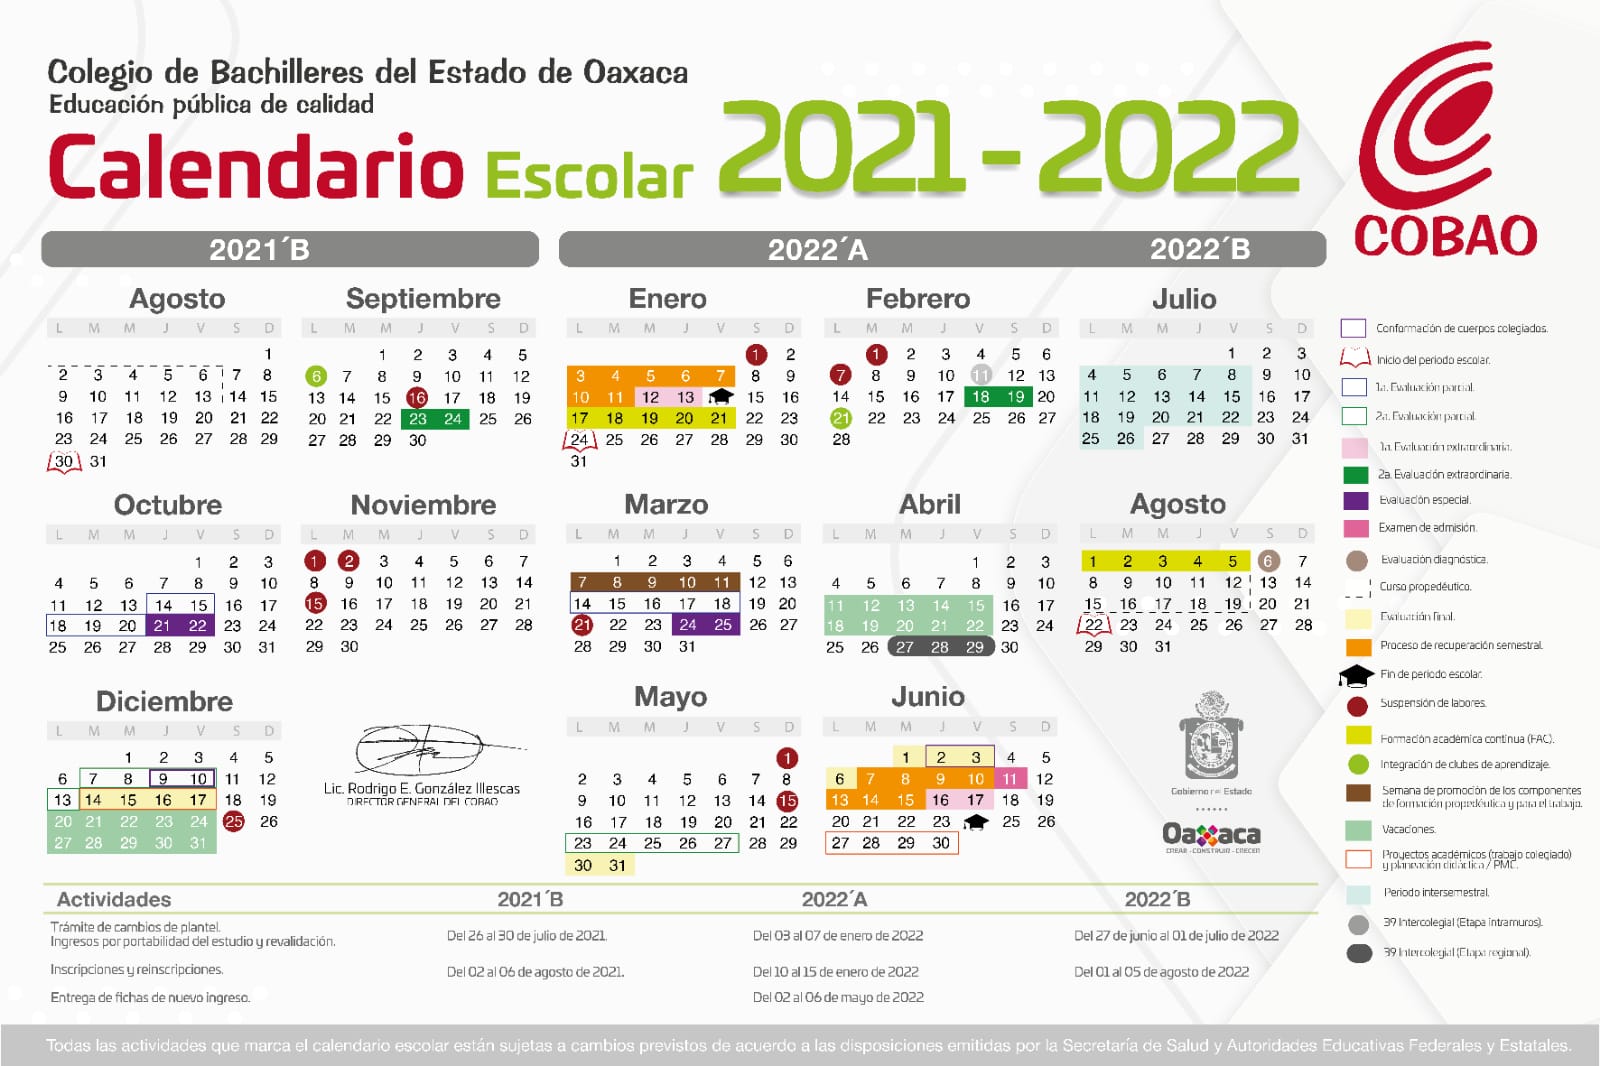 Colegio de Bachilleres del Estado de Oaxaca
Educación pública de calidad
Calendario Escolar 2021-2022
COBAO
2021´B
2022´A
2022´B
Agosto
L M M J V S D
1
2 3 4 5 6 7 8
9 10 11 12 13 14 15
16 17 18 19 20 21 22
23 24 25 26 27 28 29
30 31
Septiembre
L M M J V S D
1 2 3 4 5
6 7 8 9 10 11 12
13 14 15 16 17 18 19
20 21 22 23 24 25 26
27 28 29 30
Enero
L M M J V S D
1 2
3 4 5 6 7 8 9
10 11 12 13 15 16
17 18 19 20 21 22 23
24 25 26 27 28 29 30
31
Febrero
L M M J V S D
1 2 3 4 5 6
7 8 9 10 11 12 13
14 15 16 17 18 19 20
21 22 23 24 25 26 27
28
Julio
L M M J V S D
1 2 3
4 5 6 7 8 9 10
11 12 13 14 15 16 17
18 19 20 21 22 23 24
25 26 27 28 29 30 31
Octubre
L M M J V S D
1 2 3
4 5 6 7 8 9 10
11 12 13 14 15 16 17
18 19 20 21 22 23 24
25 26 27 28 29 30 31
Noviembre
L M M J V S D
1 2 3 4 5 6 7
8 9 10 11 12 13 14
15 16 17 18 19 20 21
22 23 24 25 26 27 28
29 30
Marzo
L M M J V S D
1 2 3 4 5 6
7 8 9 10 11 12 13
14 15 16 17 18 19 20
21 22 23 24 25 26 27
28 29 30 31
Abril
L M M J V S D
1 2 3
4 5 6 7 8 9 10
11 12 13 14 15 16 17
18 19 20 21 22 23 24
25 26 27 28 29 30
Agosto
L M M J V S D
1 2 3 4 5 6 7
8 9 10 11 12 13 14
15 16 17 18 19 20 21
22 23 24 25 26 27 28
29 30 31
Diciembre
L M M J V S D
1 2 3 4 5
6 7 8 9 10 11 12
13 14 15 16 17 18 19
20 21 22 23 24 25 26
27 28 29 30 31
Lic. Rodrigo E. González Illescas
DIRECTOR GENERAL DEL COBAO
Mayo
L M M J V S D
1
2 3 4 5 6 7 8
9 10 11 12 13 14 15
16 17 18 19 20 21 22
23 24 25 26 27 28 29
30 31
Junio
L M M J V S D
1 2 3 4 5
6 7 8 9 10 11 12
13 14 15 16 17 18 19
20 21 22 23 25 26
27 28 29 30
Gobierno del Estado
Oaxaca
CREAR - CONSTRUIR - CRECER
Conformación de cuerpos colegiados.
Inicio del periodo escolar.
1a. Evaluación parcial.
2a. Evaluación parcial.
1a. Evaluación extraordinaria.
2a. Evaluación extraordinaria.
Evaluación especial.
Examen de admisión.
Evaluación diagnóstica.
Curso propedéutico.
Evaluación final.
Proceso de recuperación semestral.
Fin de periodo escolar.
Suspensión de labores.
Formación académica continua (FAC).
Integración de clubes de aprendizaje.
Semana de promoción de los componentes
de formación propedéutica y para el trabajo.
Vacaciones.
Proyectos académicos (trabajo colegiado)
y planeación didáctica / PMC.
Periodo intersemestral.
39 Intercolegial (Etapa Intramuros).
39 Intercolegial (Etapa regional).
Actividades 2021´B 2022´A 2022´B
Trámite de cambios de plantel.
Ingresos por portabilidad del estudio y revalidación. Del 26 al 30 de julio de 2021. Del 03 al 07 de enero de 2022 Del 27 de junio al 01 de julio de 2022
Inscripciones y reinscripciones. Del 02 al 06 de agosto de 2021. Del 10 al 15 de enero de 2022 Del 01 al 05 de agosto de 2022
Entrega de fichas de nuevo ingreso. Del 02 al 06 de mayo de 2022
Todas las actividades que marca el calendario escolar están sujetas a cambios previstos de acuerdo a las disposiciones emitidas por la Secretaría de Salud y Autoridades Educativas Federales y Estatales.